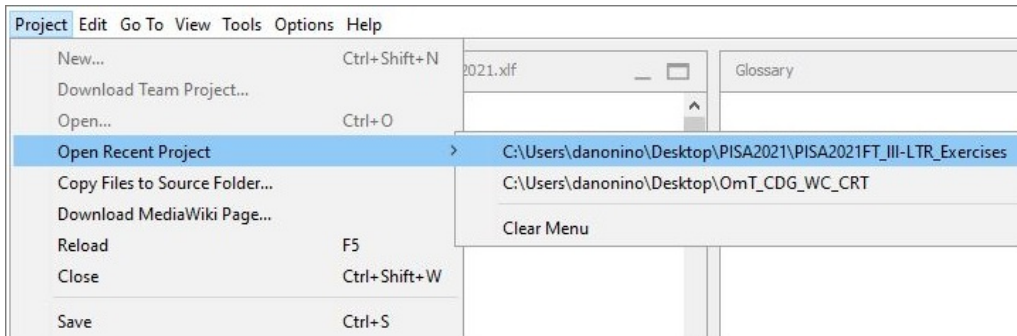 Project Edit Go To View Tools Options Help
New... Ctrl+Shift+N
2021.xlf
Glossary
Download Team Project...
Open... Ctrl+O
Open Recent Project
C:\Users\danonino\Desktop\PISA2021\PISA2021FT_III-LTR_Exercises
Copy Files to Source Folder...
C:\Users\danonino\Desktop\OmT_CDG_WC_CRT
Download MediaWiki Page...
Clear Menu
Reload F5
Close Ctrl+Shift+W
Save Ctrl+S